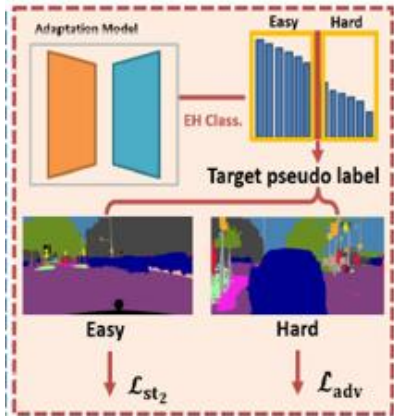 Adaptation Model
Easy Hard
EH Class.
Target pseudo label
Easy Hard
ℒst₂ ℒadv